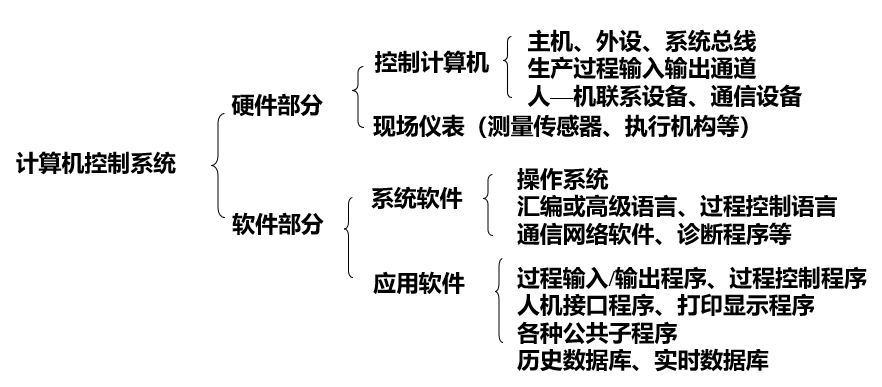 主机、外设、系统总线
控制计算机
生产过程输入输出通道
人—机联系设备、通信设备
硬件部分
现场仪表（测量传感器、执行机构等）
计算机控制系统
操作系统
系统软件
汇编或高级语言、过程控制语言
软件部分
通信网络软件、诊断程序等
过程输入/输出程序、过程控制程序
应用软件
人机接口程序、打印显示程序
各种公共子程序
历史数据库、实时数据库